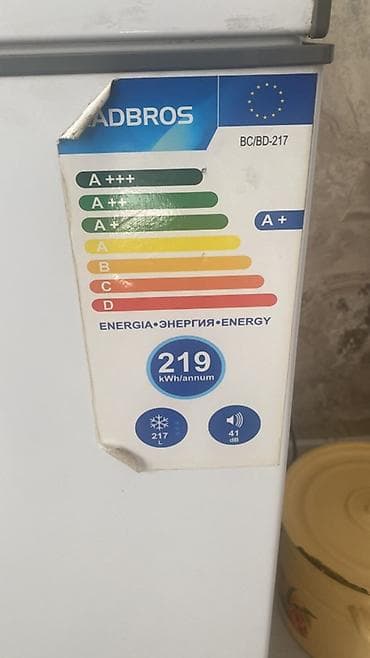 ADBROS
BC/BD-217
A +++
A ++
A +
A +
A
B
C
D
ENERGIA•ЭНЕРГИЯ•ENERGY
219
kWh/annum
217
L
41
dB